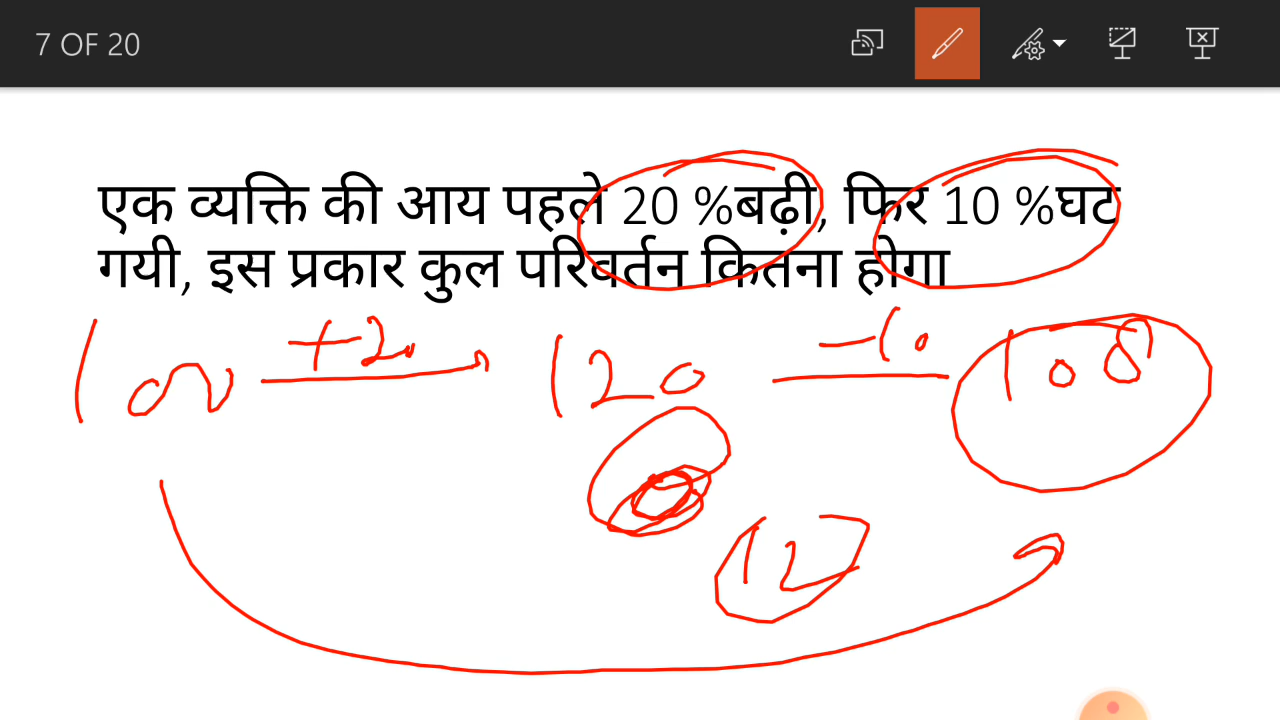 7 OF 20
एक व्यक्ति की आय पहले 20 %बढ़ी, फिर 10 %घट
गयी, इस प्रकार कुल परिवर्तन कितना होगा
100 +20 120 -10 108
12